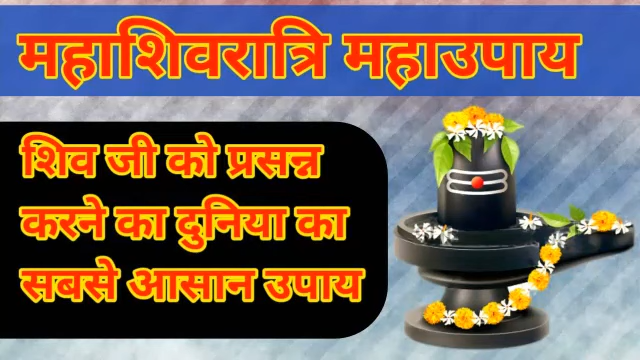 महाशिवरात्रि महाउपाय
शिव जी को प्रसन्न
करने का दुनिया का
सबसे आसान उपाय